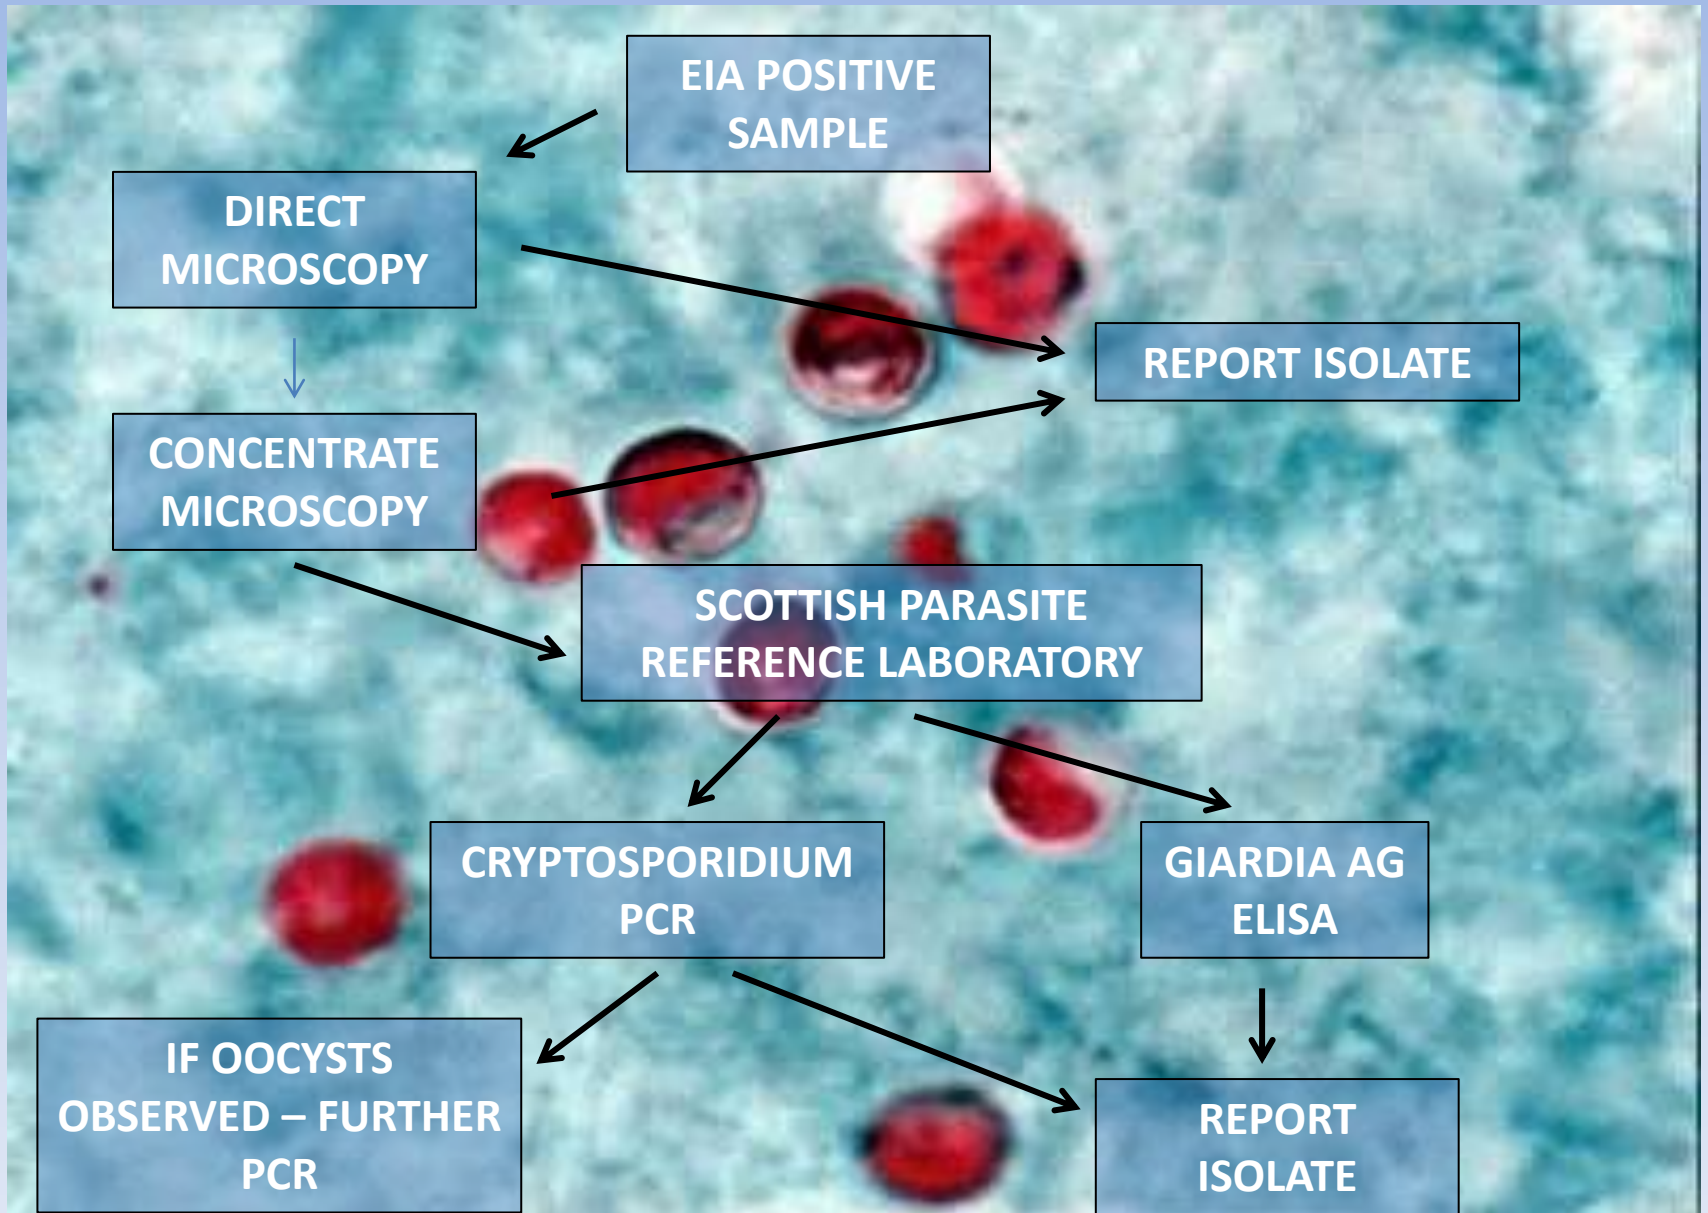 EIA POSITIVE
SAMPLE
DIRECT
MICROSCOPY
REPORT ISOLATE
CONCENTRATE
MICROSCOPY
SCOTTISH PARASITE
REFERENCE LABORATORY
CRYPTOSPORIDIUM
PCR
GIARDIA AG
ELISA
IF OOCYSTS
OBSERVED – FURTHER
PCR
REPORT
ISOLATE